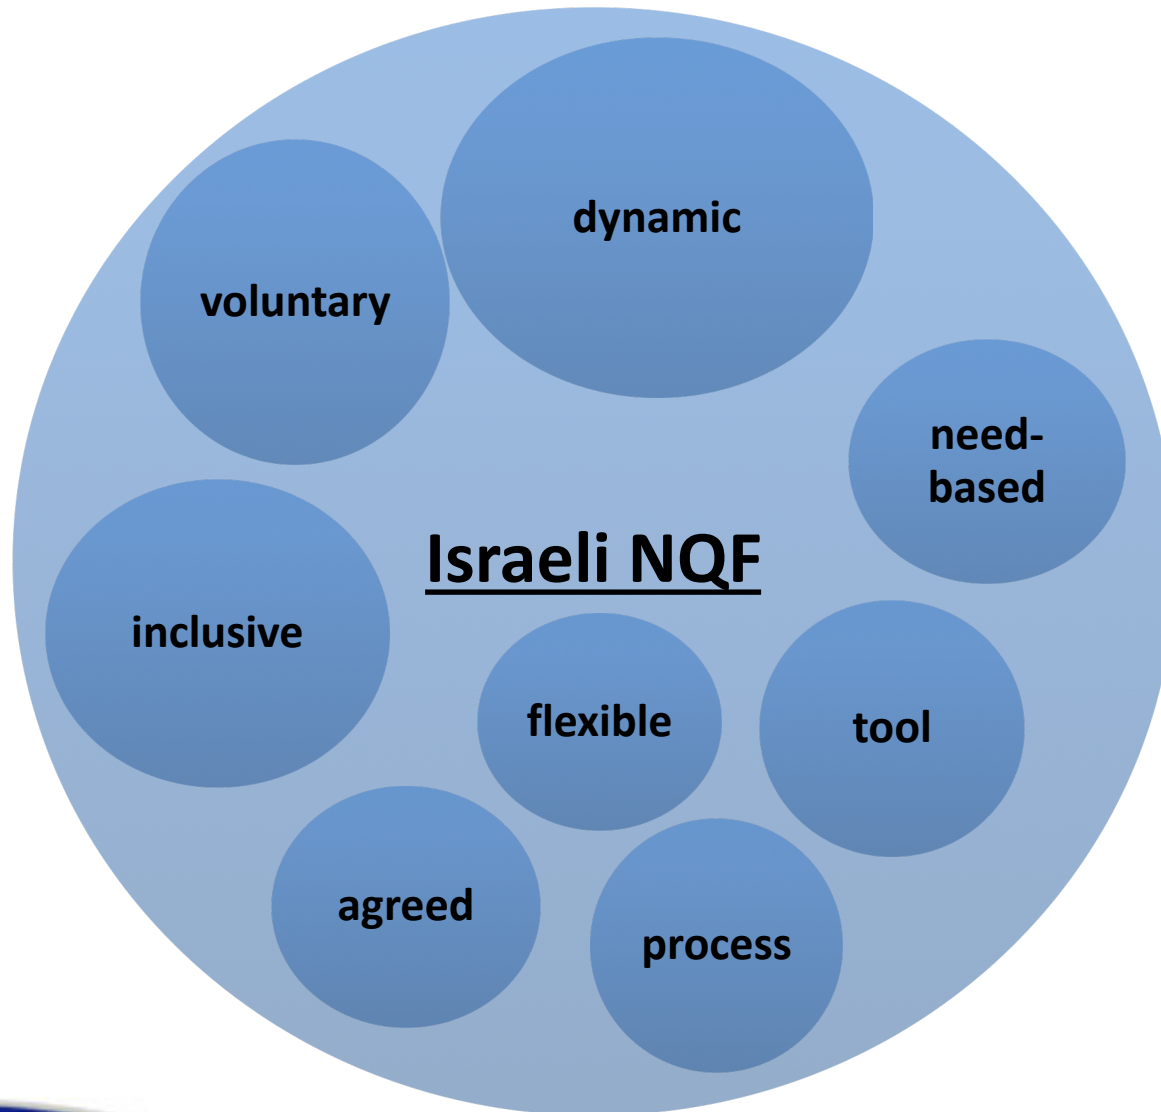 dynamic
voluntary
need-
based
Israeli NQF
inclusive
flexible
tool
agreed
process